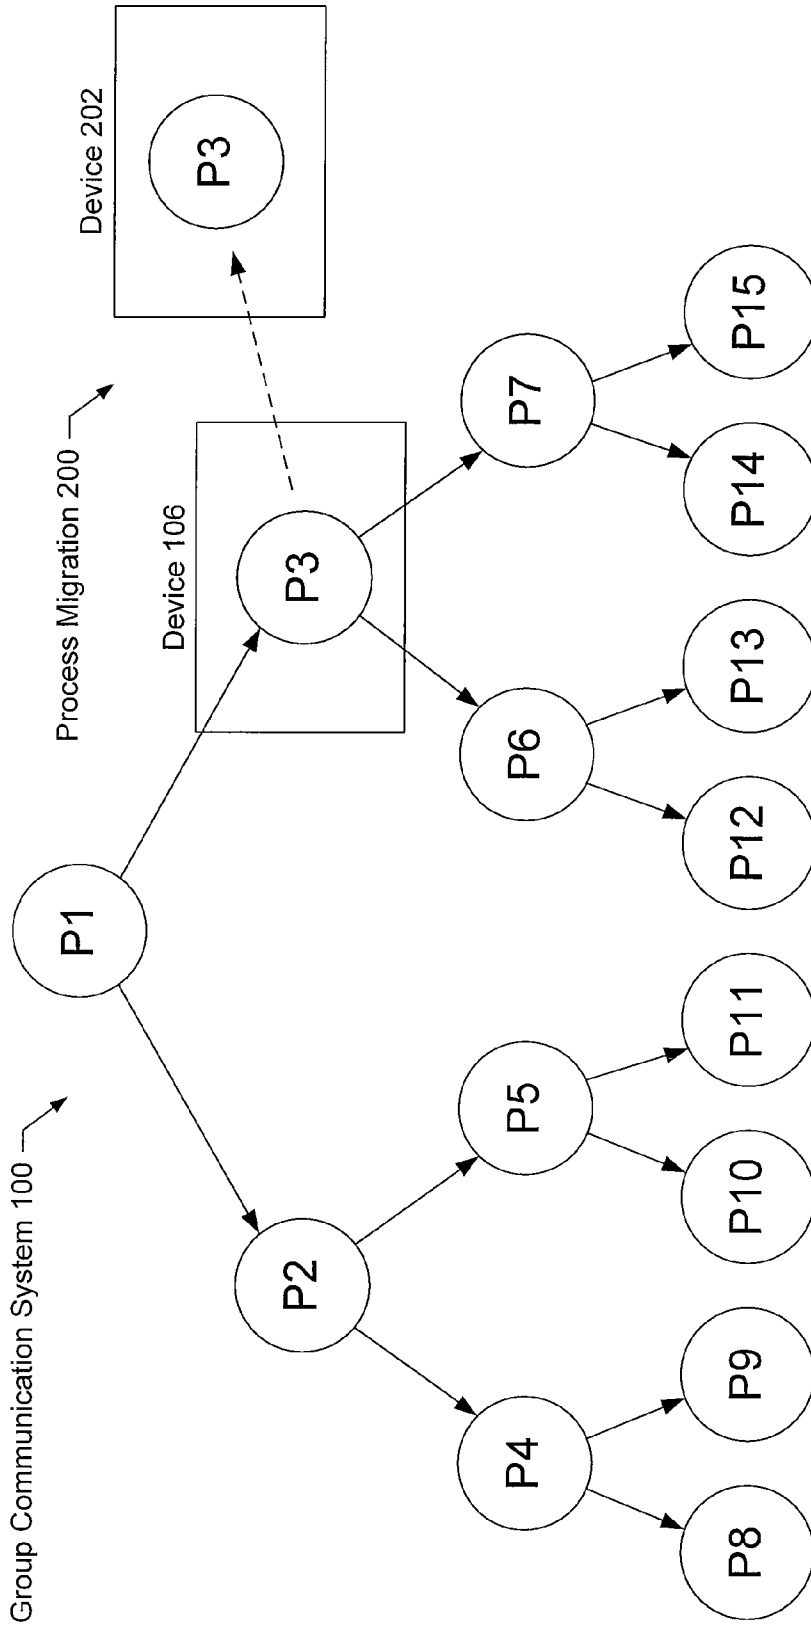 Group Communication System 100
Process Migration 200
Device 202
P3
Device 106
P1
P2
P3
P4
P5
P6
P7
P8
P9
P10
P11
P12
P13
P14
P15